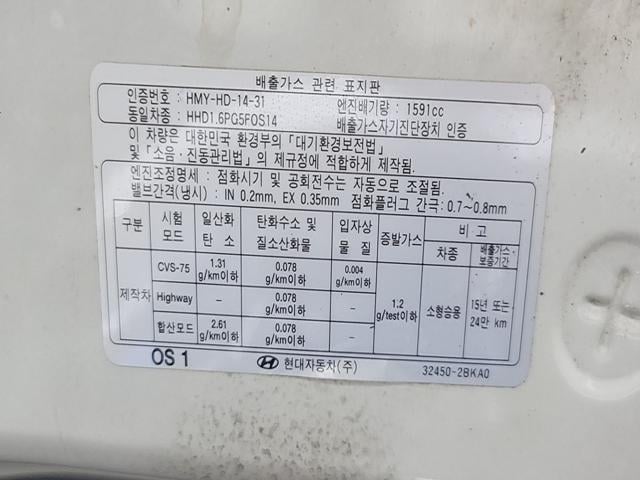 배출가스 관련 표지판
인증번호: HMY-HD-14-31 엔진배기량: 1591cc
동일차종: HHD1.6PG5FOS14 배출가스자기진단장치 인증
이 차량은 대한민국 환경부의 「대기환경보전법」
및 「소음·진동관리법」의 제규정에 적합하게 제작됨.
엔진조정명세: 점화시기 및 공회전수는 자동으로 조절됨.
밸브간격(냉시): IN 0.2mm, EX 0.35mm 점화플러그 간극: 0.7~0.8mm
구분 시험 모드 일산화 탄 소 탄화수소 및 질소산화물 입자상 물 질 증발가스 비 고
차종 배출가스· 보증기간
제작차 CVS-75 1.31 g/km이하 0.078 g/km이하 0.004 g/km이하 1.2 g/test이하 소형승용 15년 또는 24만 km
Highway - 0.078 g/km이하 -
합산모드 2.61 g/km이하 0.078 g/km이하 -
OS 1 현대자동차(주) 32450-2BKA0